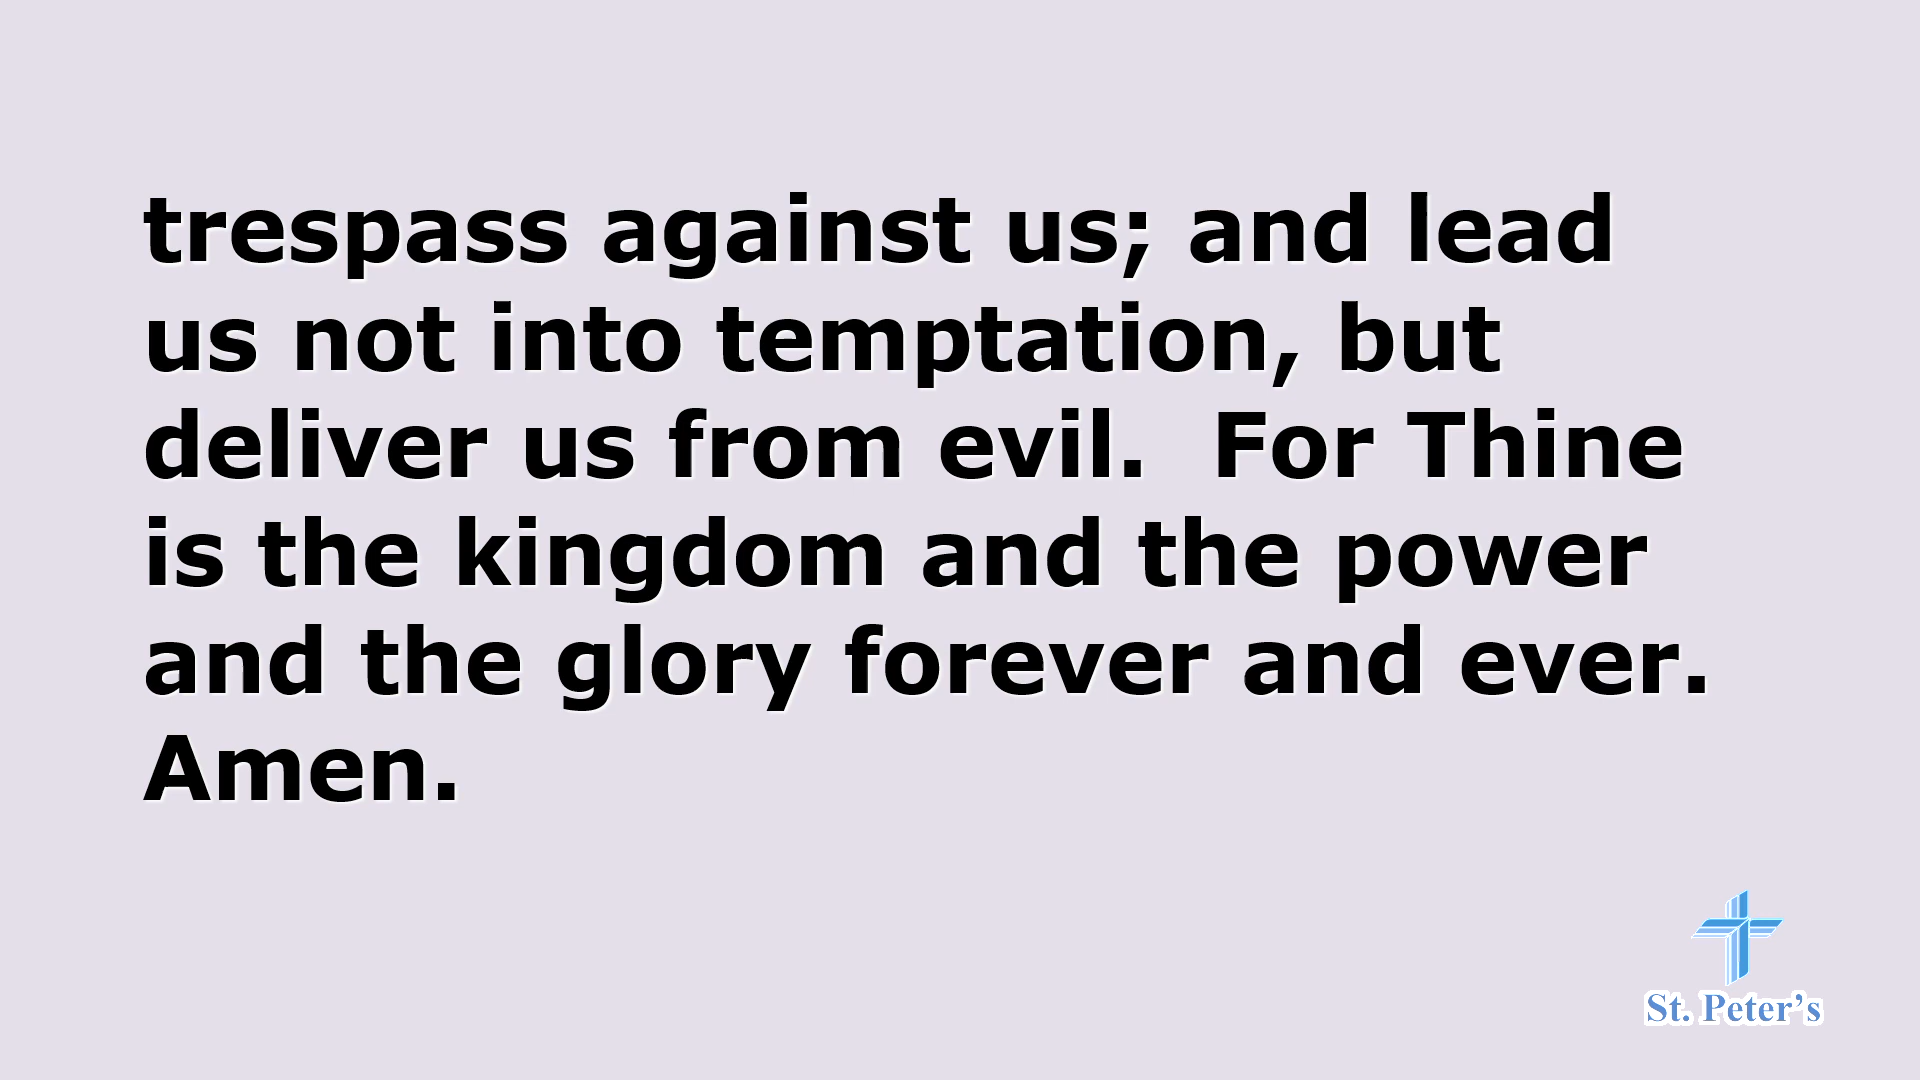 trespass against us; and lead
us not into temptation, but
deliver us from evil.  For Thine
is the kingdom and the power
and the glory forever and ever.
Amen.
St. Peter’s